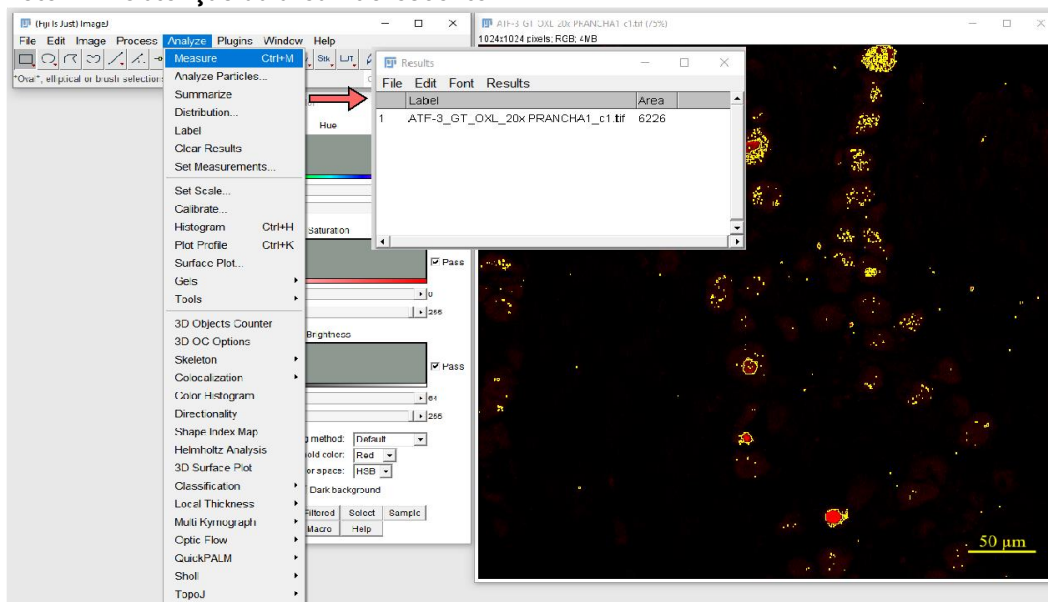 (Fiji Is Just) ImageJ
File Edit Image Process Analyze Plugins Window Help
Stk LUT
*Oval*, elliptical or brush selection
Measure Ctrl+M
Analyze Particles...
Summarize
Distribution...
Label
Clear Results
Set Measurements...
Set Scale...
Calibrate...
Histogram Ctrl+H
Plot Profile Ctrl+K
Surface Plot...
Gels
Tools
3D Objects Counter
3D OC Options
Skeleton
Colocalization
Color Histogram
Directionality
Shape Index Map
Helmholtz Analysis
3D Surface Plot
Classification
Local Thickness
Multi Kymograph
Optic Flow
QuickPALM
Sholl
TopoJ
Hue
Saturation
Pass
0
255
Brightness
Pass
64
255
method: Default
old color: Red
or space: HSB
Dark background
Filtered Select Sample
Macro Help
Results
File Edit Font Results
Label Area
1 ATF-3_GT_OXL_20x PRANCHA1_c1.tif 6226
ATF-3 GT OXL 20x PRANCHA1 c1.tif (75%)
1024x1024 pixels; RGB; 4MB
50 µm